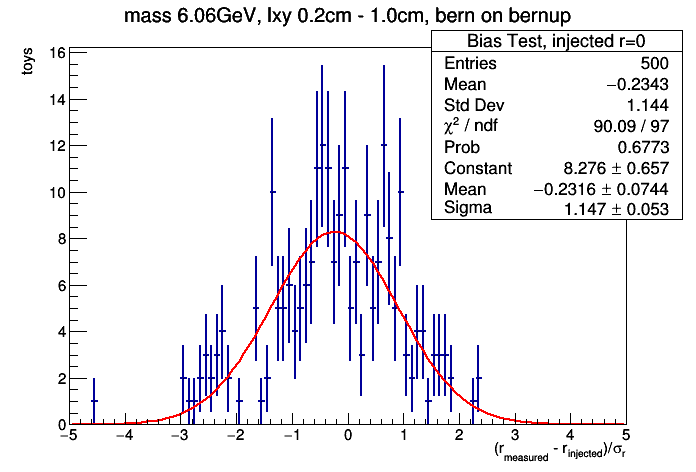 mass 6.06GeV, lxy 0.2cm - 1.0cm, bern on bernup
Bias Test, injected r=0
Entries 500
Mean −0.2343
Std Dev 1.144
χ² / ndf 90.09 / 97
Prob 0.6773
Constant 8.276 ± 0.657
Mean −0.2316 ± 0.0744
Sigma 1.147 ± 0.053
toys
16
14
12
10
8
6
4
2
0
−5 −4 −3 −2 −1 0 1 2 3 4 5
(r_measured - r_injected)/σ_r